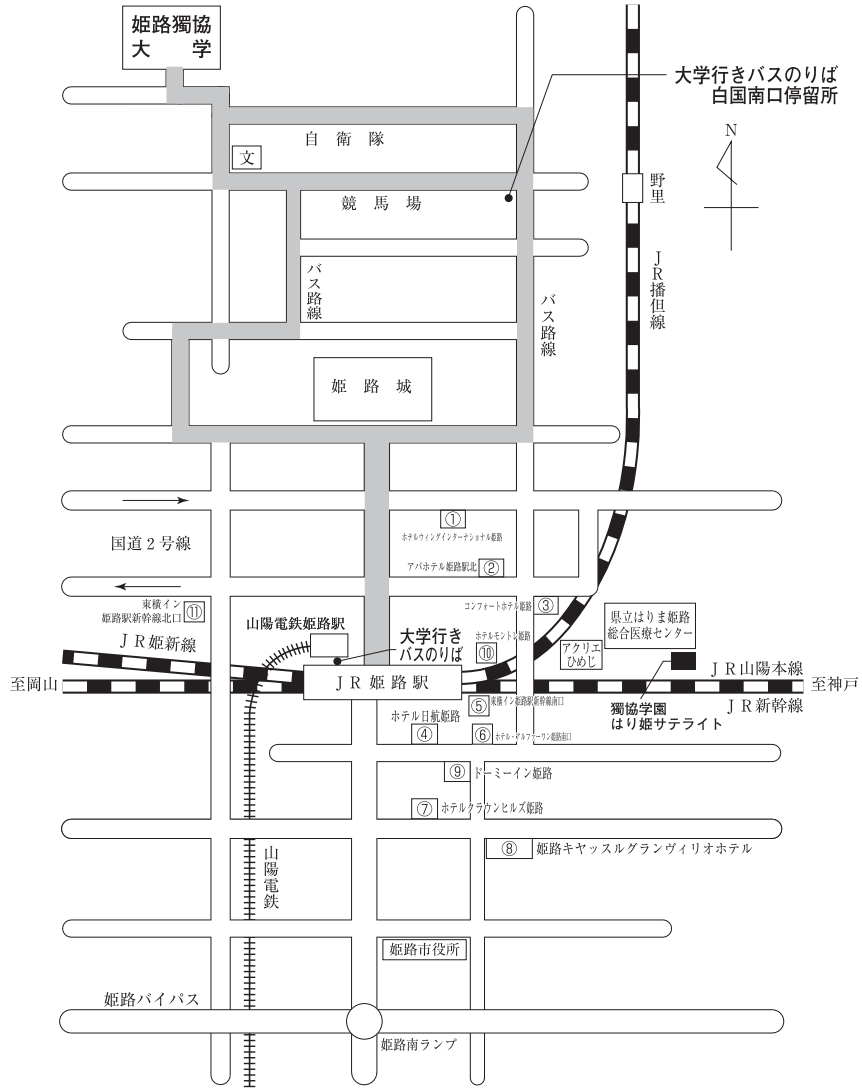 姫路獨協
大　学
大学行きバスのりば
白国南口停留所
自 衛 隊
文
N
野里
競 馬 場
バス路線
バス路線
JR播但線
姫 路 城
①
ホテルウィングインターナショナル姫路
国道２号線
アパホテル姫路駅北 ②
東横イン
姫路駅新幹線北口 ⑪
コンフォートホテル姫路 ③
県立はりま姫路
総合医療センター
山陽電鉄姫路駅
大学行き
バスのりば
ホテルモントレ姫路
⑩
アクリエ
ひめじ
ＪＲ姫新線
ＪＲ山陽本線
至岡山
ＪＲ姫路駅
至神戸
ＪＲ新幹線
獨協学園
はり姫サテライト
⑤ 東横イン姫路駅新幹線南口
ホテル日航姫路
④
⑥ ホテル・アルファーワン姫路南口
⑨ ドーミーイン姫路
⑦ ホテルクラウンヒルズ姫路
⑧ 姫路キヤッスルグランヴィリオホテル
山陽電鉄
姫路市役所
姫路バイパス
姫路南ランプ